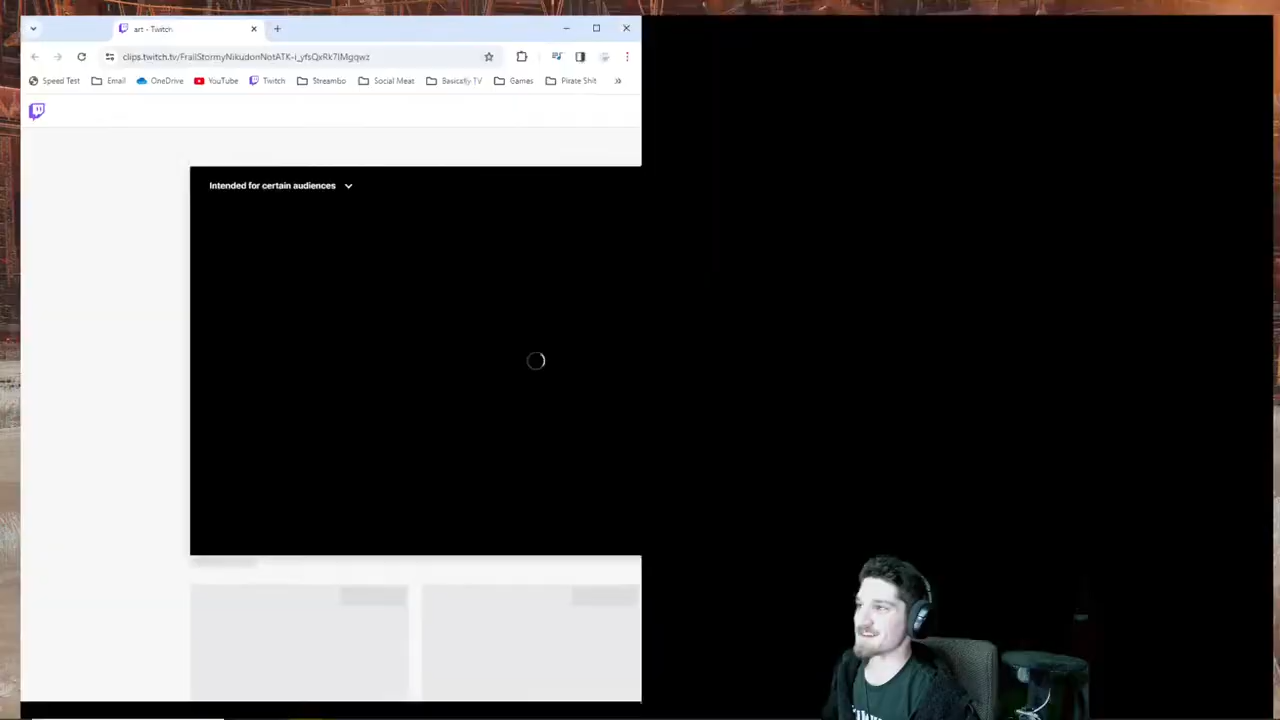 art - Twitch
clips.twitch.tv/FrailStormyNikudonNotATK-i_yfsQxRk7IMgqwz
Speed Test Email OneDrive YouTube Twitch Streambo Social Meat Basically TV Games Pirate Shit »
Intended for certain audiences